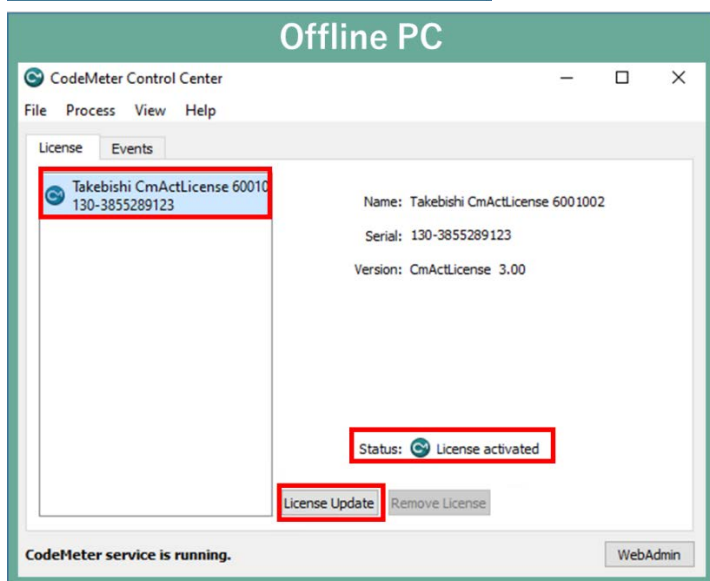 Offline PC
CodeMeter Control Center
File Process View Help
License Events
Takebishi CmActLicense 60010
130-3855289123
Name: Takebishi CmActLicense 6001002
Serial: 130-3855289123
Version: CmActLicense 3.00
Status: License activated
License Update Remove License
CodeMeter service is running. WebAdmin